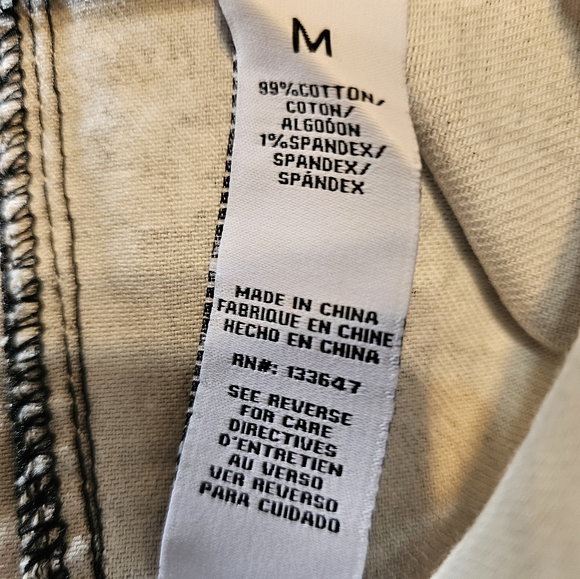 M
99%COTTON/
COTON/
ALGODÓN
1%SPANDEX/
SPANDEX/
SPÁNDEX
MADE IN CHINA
FABRIQUE EN CHINE
HECHO EN CHINA
RN#: 133647
SEE REVERSE
FOR CARE
DIRECTIVES
D'ENTRETIEN
AU VERSO
VER REVERSO
PARA CUIDADO